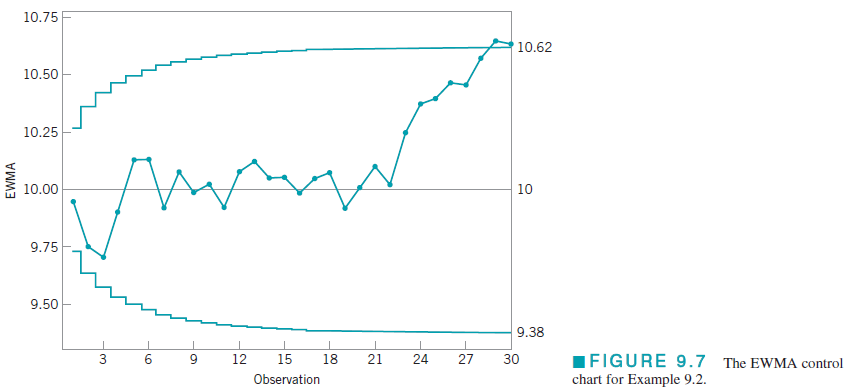 10.75
10.50
10.25
10.00
9.75
9.50
EWMA
10.62
10
9.38
3 6 9 12 15 18 21 24 27 30
Observation
FIGURE 9.7 The EWMA control
chart for Example 9.2.